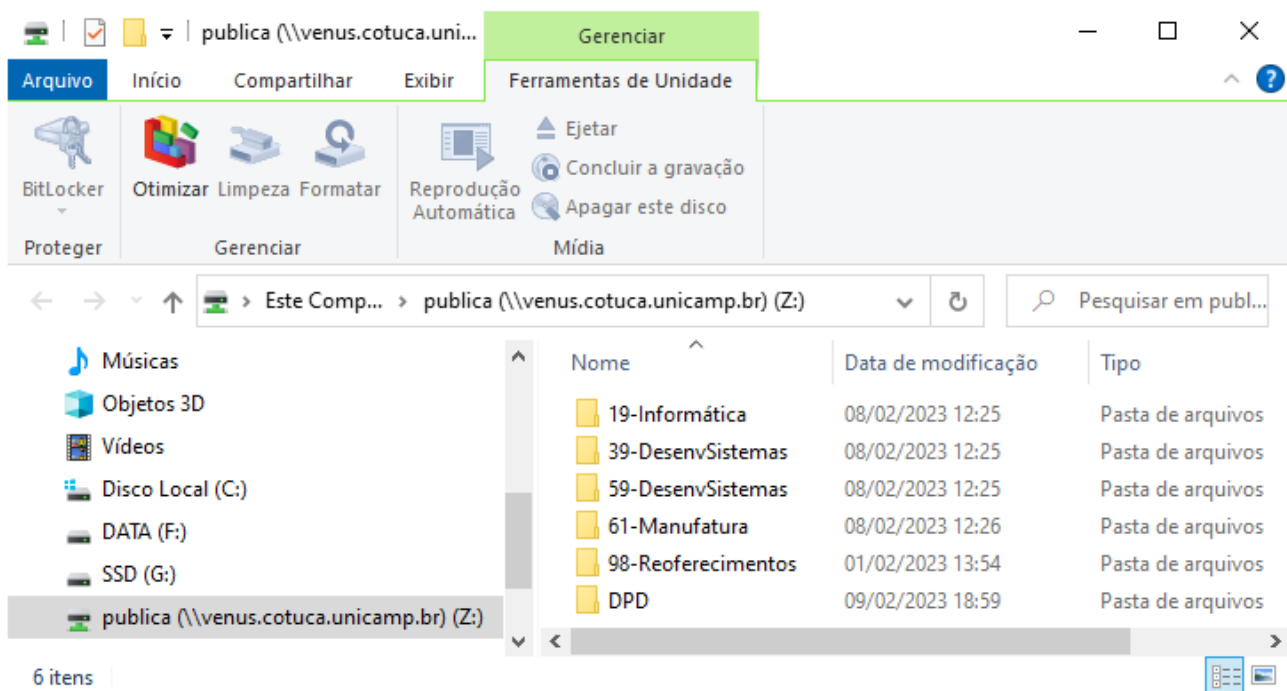 publica (\\venus.cotuca.uni...
Gerenciar
Arquivo Início Compartilhar Exibir Ferramentas de Unidade
BitLocker
Otimizar Limpeza Formatar
Reprodução
Automática
Ejetar
Concluir a gravação
Apagar este disco
Proteger Gerenciar Mídia
Este Comp... publica (\\venus.cotuca.unicamp.br) (Z:) Pesquisar em publ...
Músicas
Objetos 3D
Vídeos
Disco Local (C:)
DATA (F:)
SSD (G:)
publica (\\venus.cotuca.unicamp.br) (Z:)
Nome Data de modificação Tipo
19-Informática 08/02/2023 12:25 Pasta de arquivos
39-DesenvSistemas 08/02/2023 12:25 Pasta de arquivos
59-DesenvSistemas 08/02/2023 12:25 Pasta de arquivos
61-Manufatura 08/02/2023 12:26 Pasta de arquivos
98-Reoferecimentos 01/02/2023 13:54 Pasta de arquivos
DPD 09/02/2023 18:59 Pasta de arquivos
6 itens